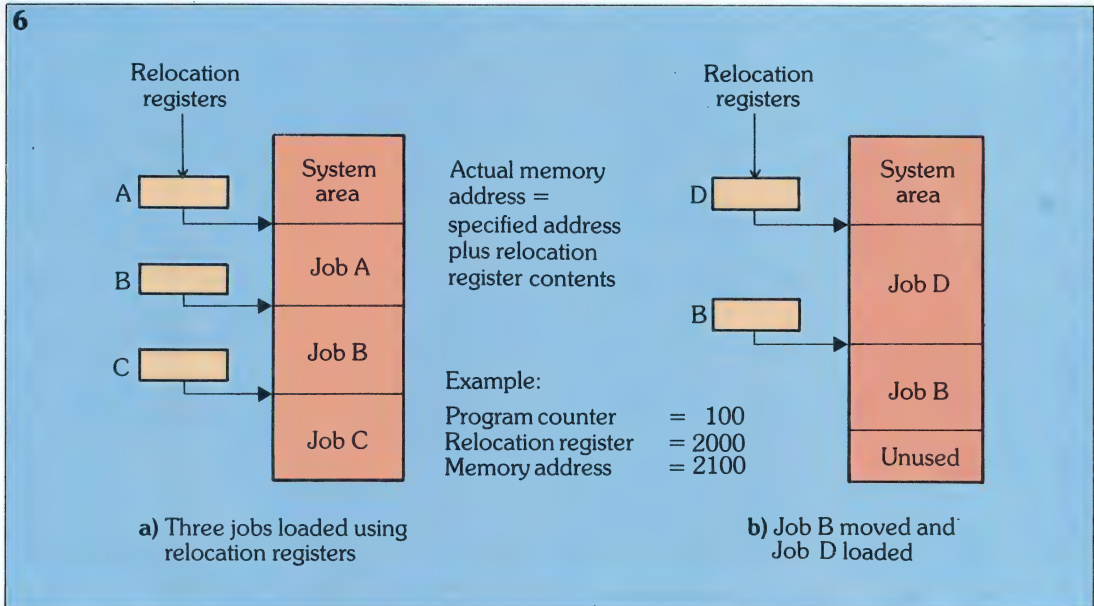 6
Relocation
registers
A
B
C
System
area
Job A
Job B
Job C
a) Three jobs loaded using
relocation registers
Actual memory
address =
specified address
plus relocation
register contents
Example:
Program counter = 100
Relocation register = 2000
Memory address = 2100
Relocation
registers
D
B
System
area
Job D
Job B
Unused
b) Job B moved and
Job D loaded